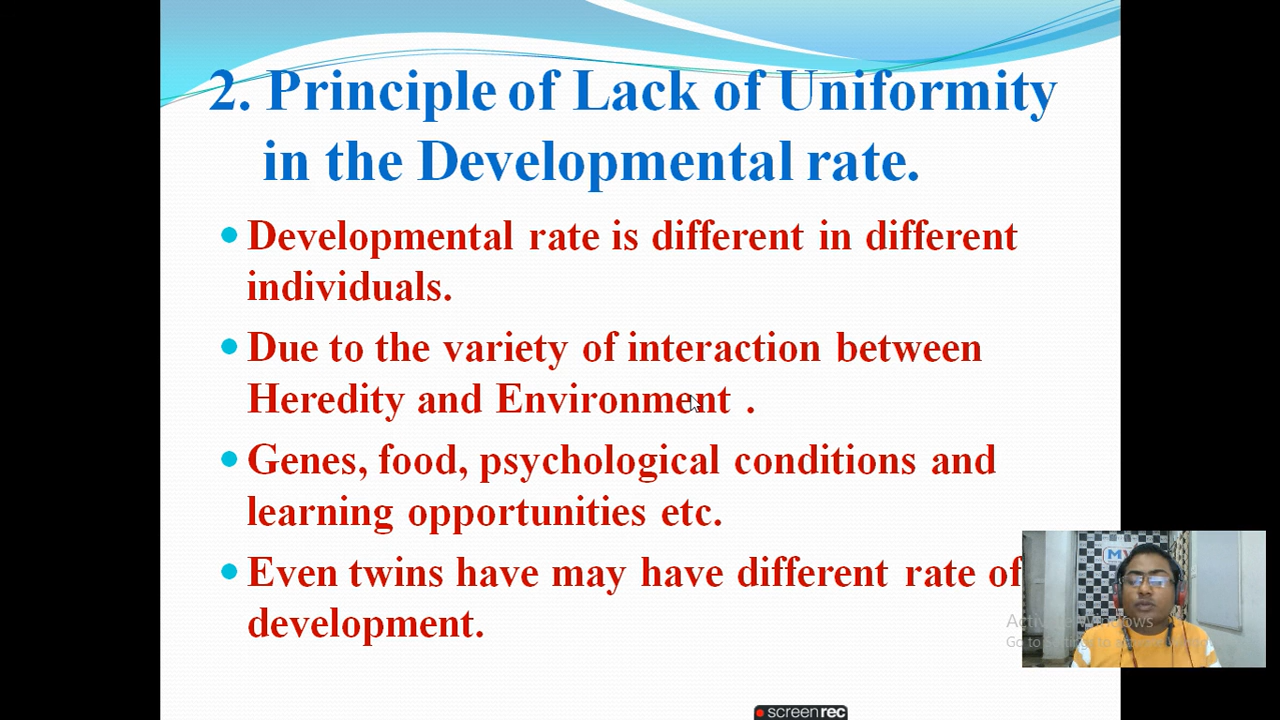 2. Principle of Lack of Uniformity
in the Developmental rate.
Developmental rate is different in different
individuals.
Due to the variety of interaction between
Heredity and Environment .
Genes, food, psychological conditions and
learning opportunities etc.
Even twins have may have different rate of
development.
screenrec